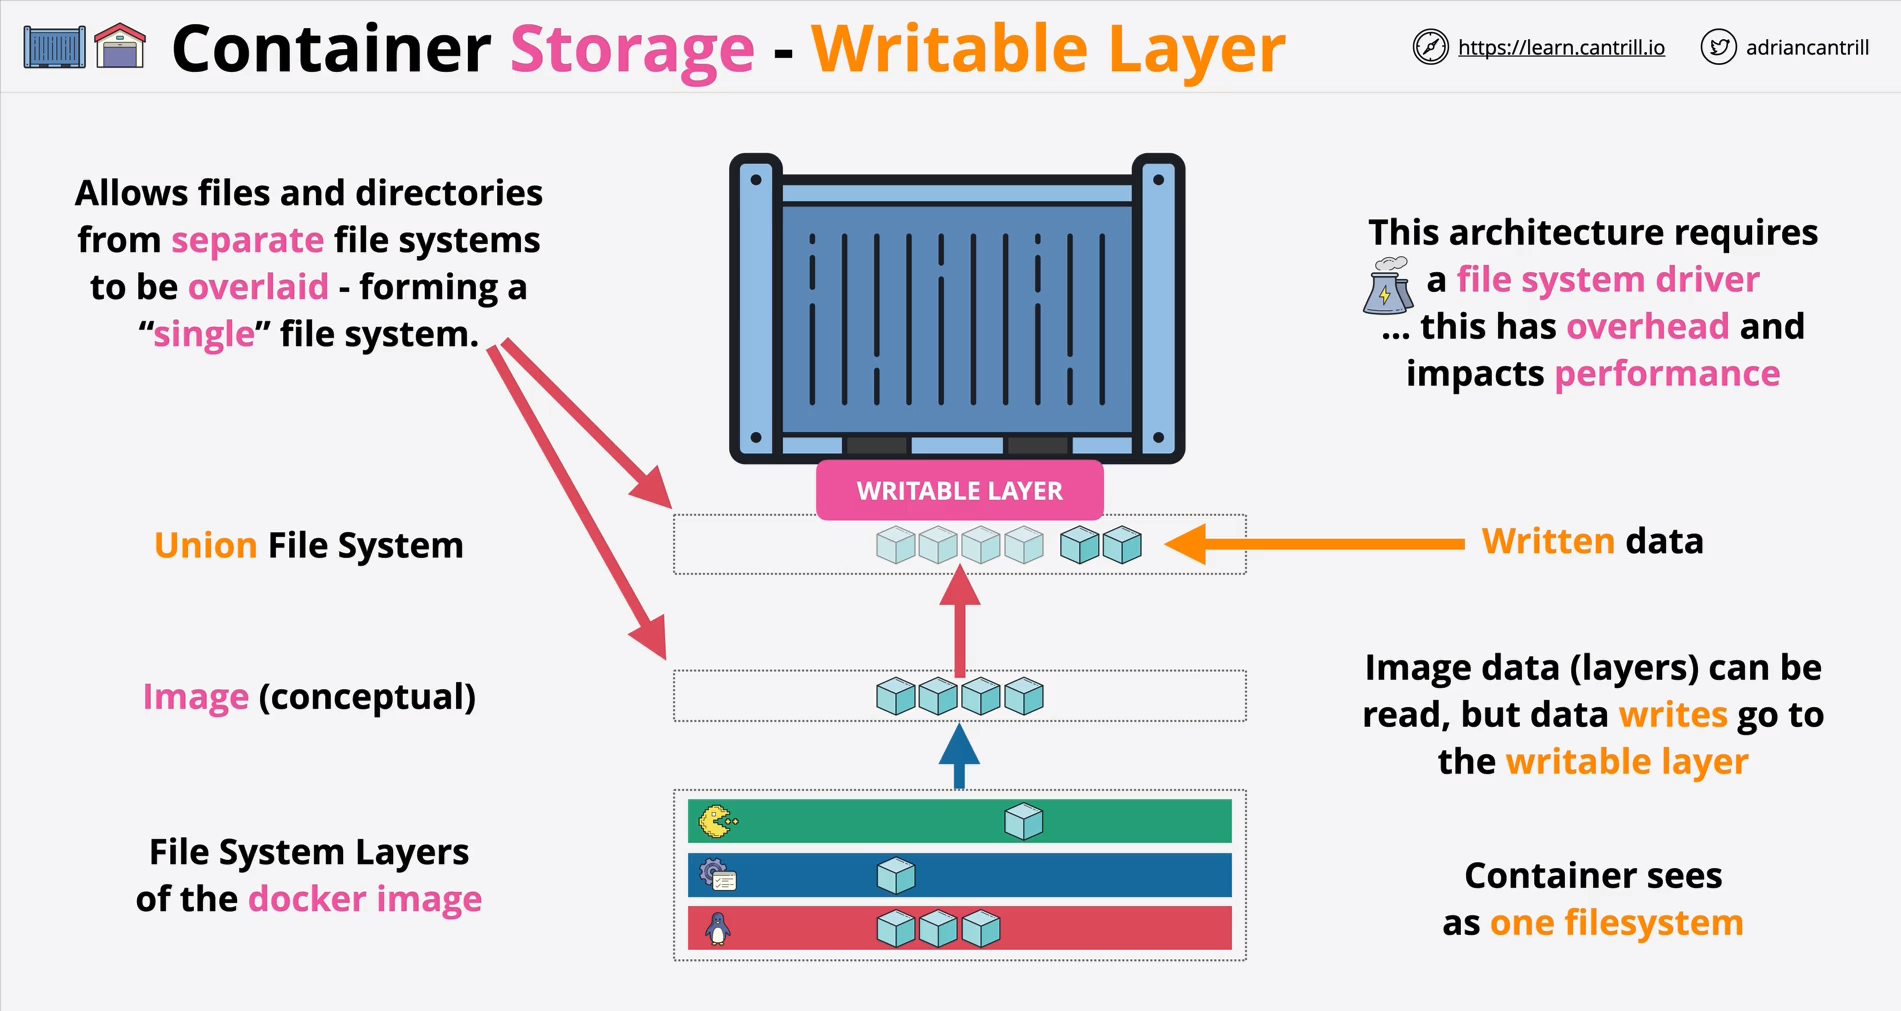 Container Storage - Writable Layer
https://learn.cantrill.io
adriancantrill
Allows files and directories
from separate file systems
to be overlaid - forming a
“single” file system.
This architecture requires
a file system driver
... this has overhead and
impacts performance
WRITABLE LAYER
Union File System
Written data
Image (conceptual)
Image data (layers) can be
read, but data writes go to
the writable layer
File System Layers
of the docker image
Container sees
as one filesystem